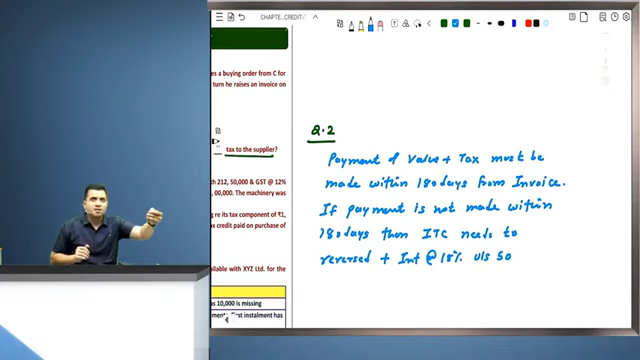 CHAPTE..CREDIT/
es a buying order from C for
turn he raises an invoice on
tax to the supplier?
th 212, 50,000 & GST @ 12%
, 00,000. The machinery was
ng re its tax component of ₹1,
tax credit paid on purchase of
ailable with XYZ Ltd. for the
as 10,000 is missing
ments. First instalment has
Q.2
Payment of Value + Tax must be
made within 180 days from Invoice.
If payment is not made within
180 days then ITC needs to
reversed + Int @ 18% U/s 50